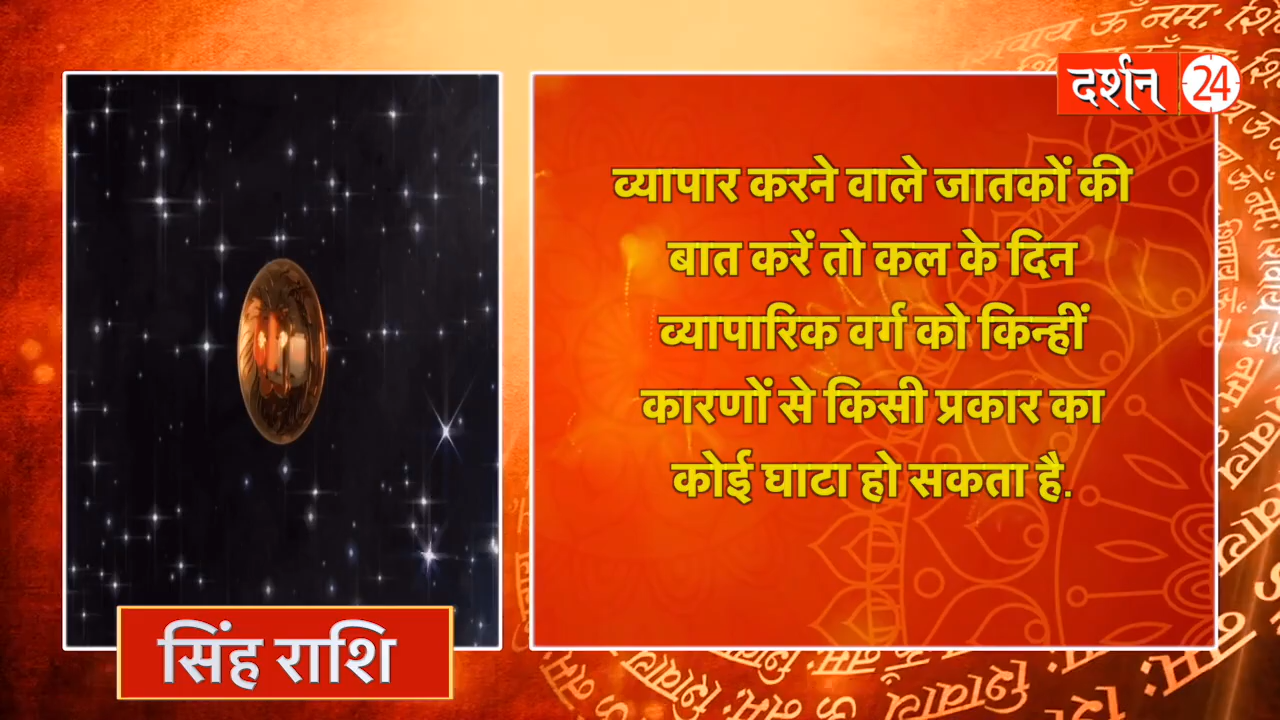 दर्शन 24
व्यापार करने वाले जातकों की
बात करें तो कल के दिन
व्यापारिक वर्ग को किन्हीं
कारणों से किसी प्रकार का
कोई घाटा हो सकता है.
सिंह राशि